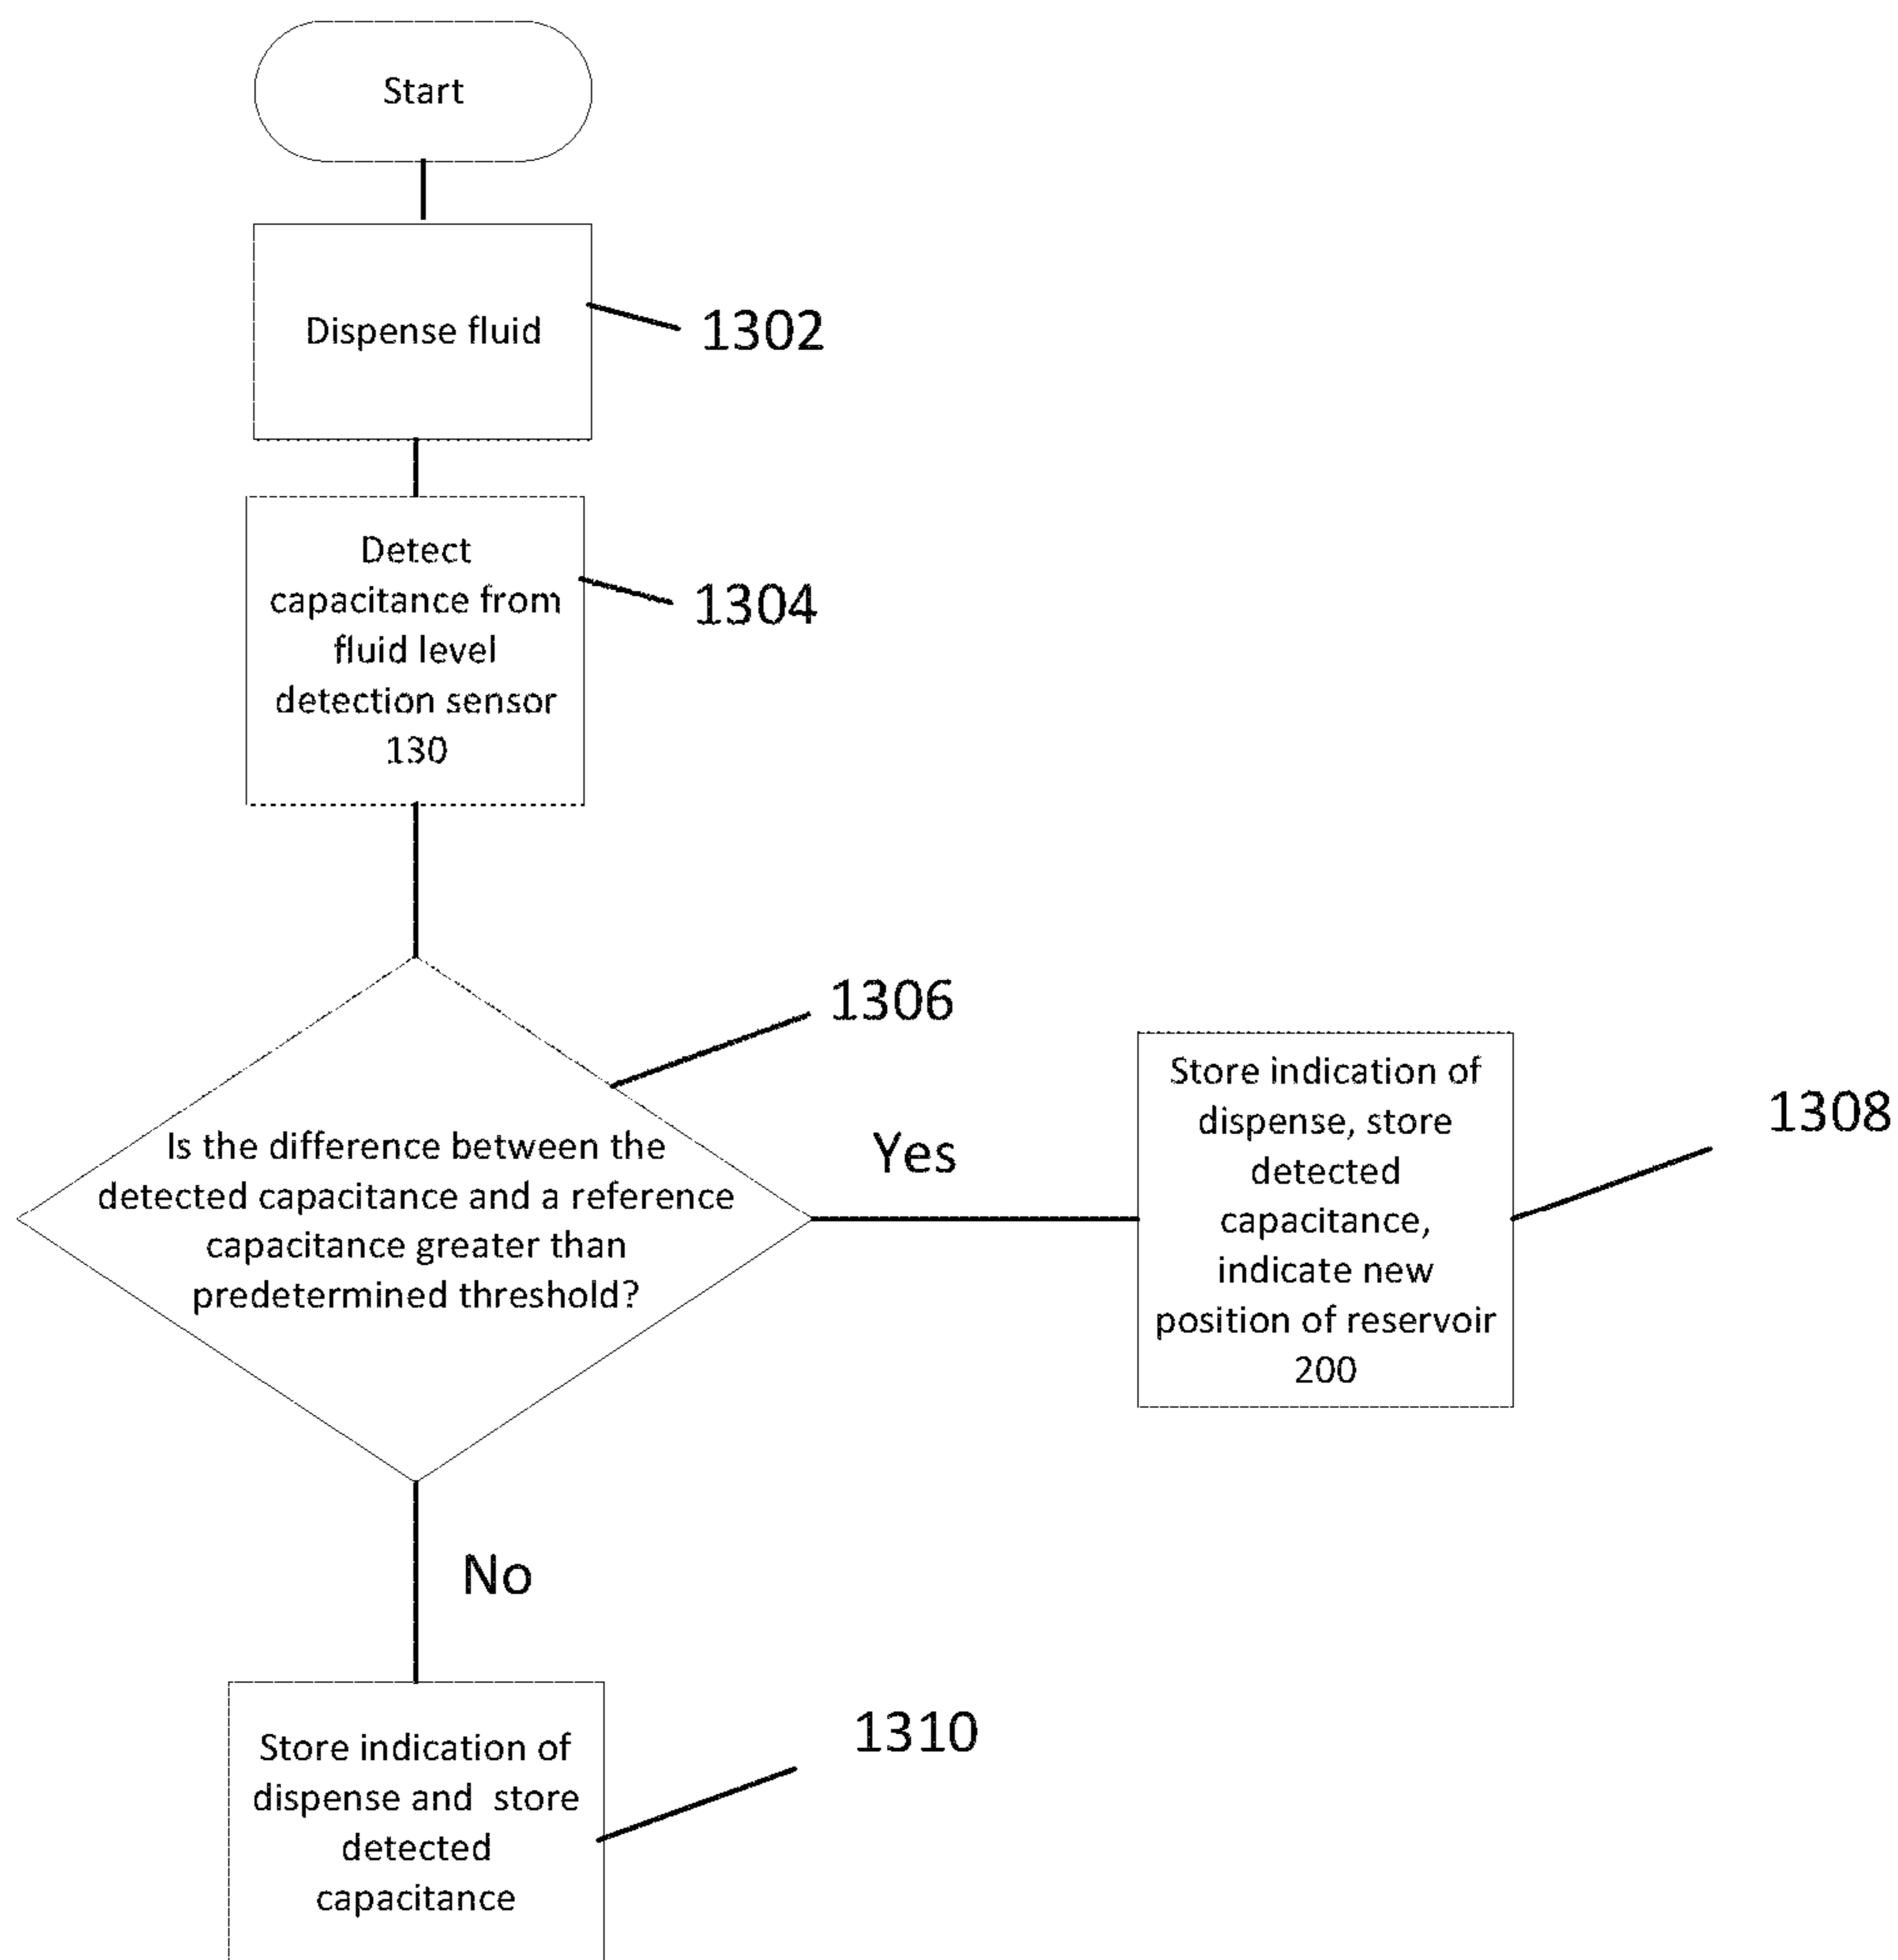 Start
Dispense fluid
1302
Detect
capacitance from
fluid level
detection sensor
130
1304
1306
Is the difference between the
detected capacitance and a reference
capacitance greater than
predetermined threshold?
Yes
Store indication of
dispense, store
detected
capacitance,
indicate new
position of reservoir
200
1308
No
Store indication of
dispense and store
detected
capacitance
1310